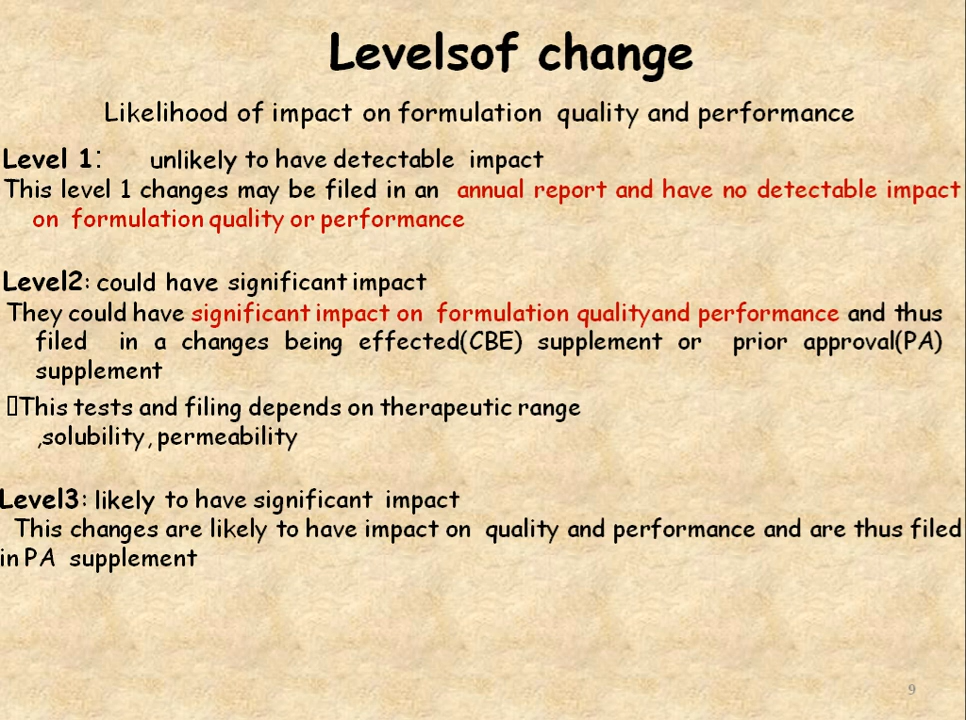 Levelsof change
Likelihood of impact on formulation quality and performance
Level 1: unlikely to have detectable impact
This level 1 changes may be filed in an annual report and have no detectable impact
on formulation quality or performance
Level2: could have significant impact
They could have significant impact on formulation qualityand performance and thus
filed in a changes being effected(CBE) supplement or prior approval(PA)
supplement
▯This tests and filing depends on therapeutic range
,solubility, permeability
Level3: likely to have significant impact
This changes are likely to have impact on quality and performance and are thus filed
in PA supplement
9